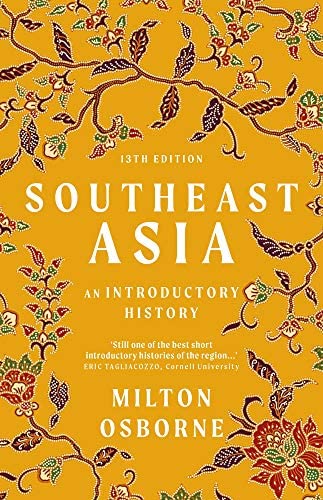 13TH EDITION
SOUTHEAST
ASIA
AN INTRODUCTORY
HISTORY
'Still one of the best short
introductory histories of the region...'
ERIC TAGLIACOZZO, Cornell University
MILTON
OSBORNE